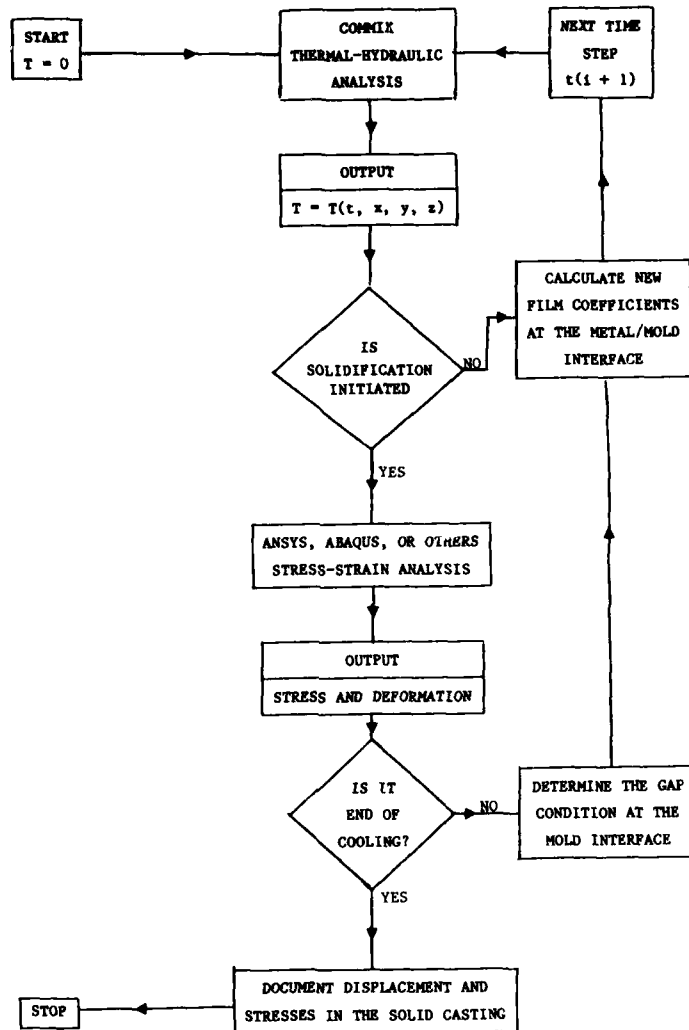 START
T = 0
COMMIX
THERMAL-HYDRAULIC
ANALYSIS
NEXT TIME
STEP
t(i + 1)
OUTPUT
T = T(t, x, y, z)
IS
SOLIDIFICATION
INITIATED
NO
CALCULATE NEW
FILM COEFFICIENTS
AT THE METAL/MOLD
INTERFACE
YES
ANSYS, ABAQUS, OR OTHERS
STRESS-STRAIN ANALYSIS
OUTPUT
STRESS AND DEFORMATION
IS IT
END OF
COOLING?
NO
DETERMINE THE GAP
CONDITION AT THE
MOLD INTERFACE
YES
DOCUMENT DISPLACEMENT AND
STRESSES IN THE SOLID CASTING
STOP